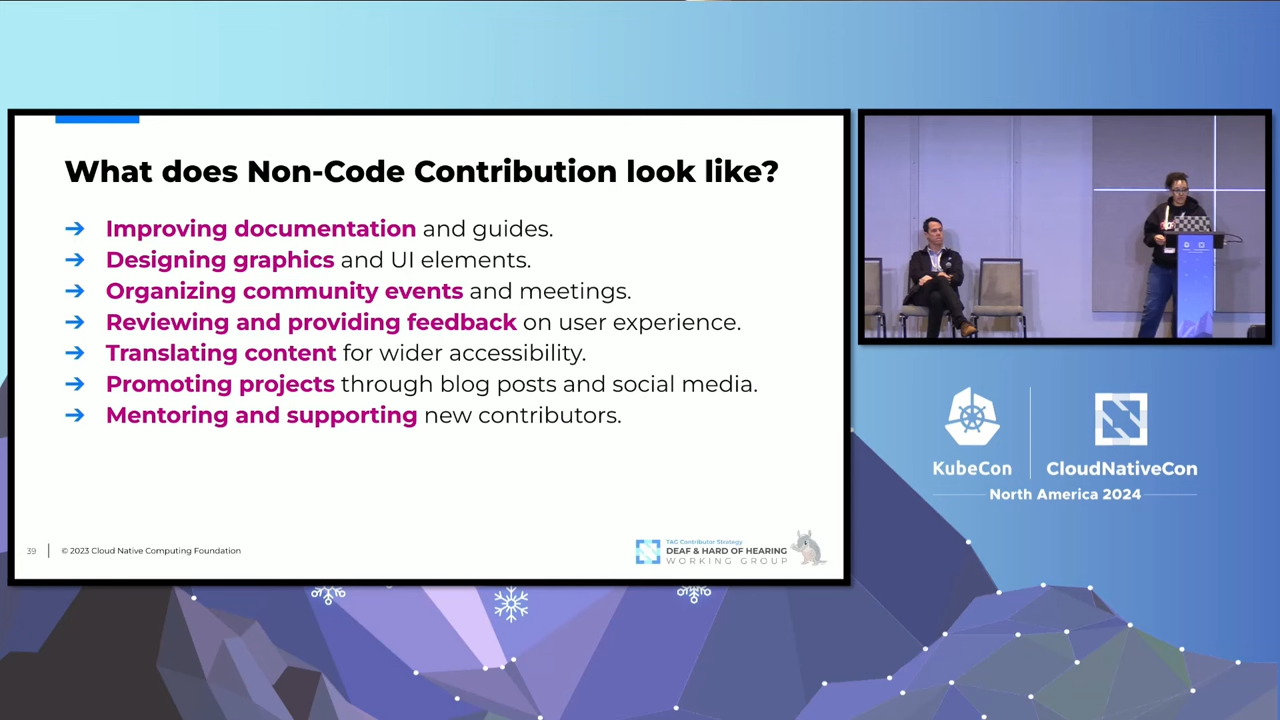 What does Non-Code Contribution look like?
➔ Improving documentation and guides.
➔ Designing graphics and UI elements.
➔ Organizing community events and meetings.
➔ Reviewing and providing feedback on user experience.
➔ Translating content for wider accessibility.
➔ Promoting projects through blog posts and social media.
➔ Mentoring and supporting new contributors.
39
© 2023 Cloud Native Computing Foundation
TAG Contributor Strategy
DEAF & HARD OF HEARING
WORKING GROUP
KubeCon
CloudNativeCon
North America 2024